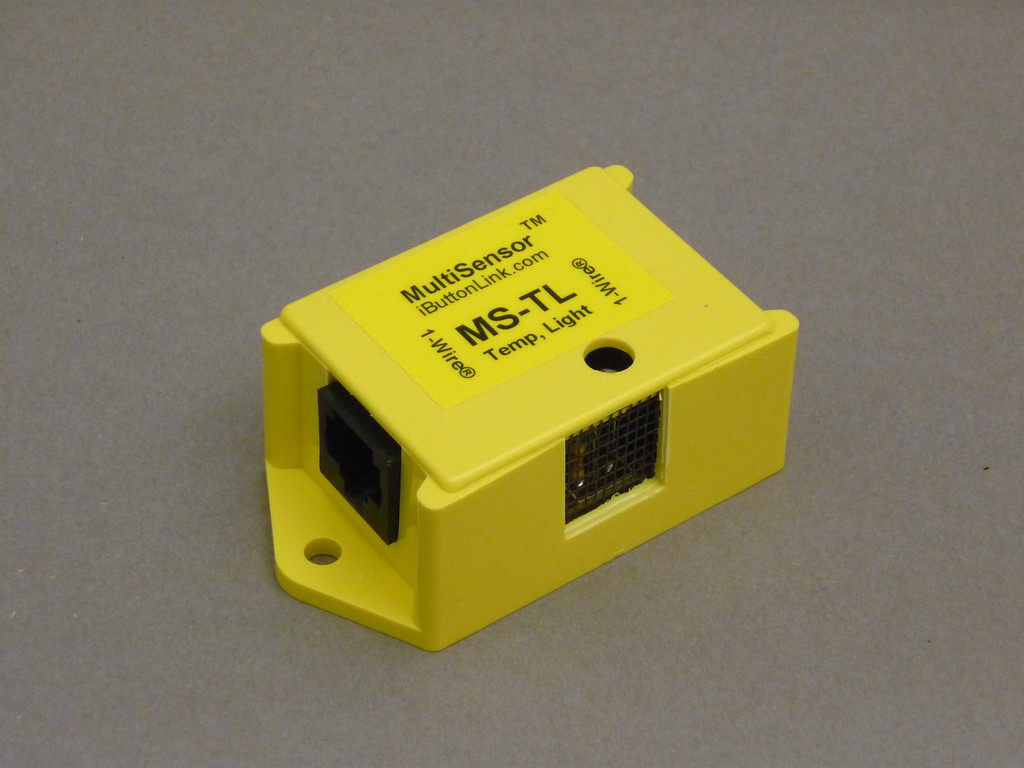 MultiSensor™
iButtonLink.com
MS-TL
Temp, Light
1-Wire®
1-Wire®